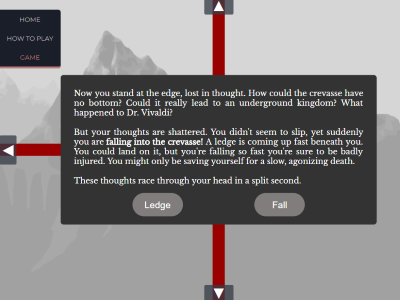 HOME
HOW TO PLAY
GAME
Now you stand at the edge, lost in thought. How could the crevasse have
no bottom? Could it really lead to an underground kingdom? What
happened to Dr. Vivaldi?
But your thoughts are shattered. You didn't seem to slip, yet suddenly
you are falling into the crevasse! A ledge is coming up fast beneath you.
You could land on it, but you're falling so fast you're sure to be badly
injured. You might only be saving yourself for a slow, agonizing death.
These thoughts race through your head in a split second.
Ledge
Fall